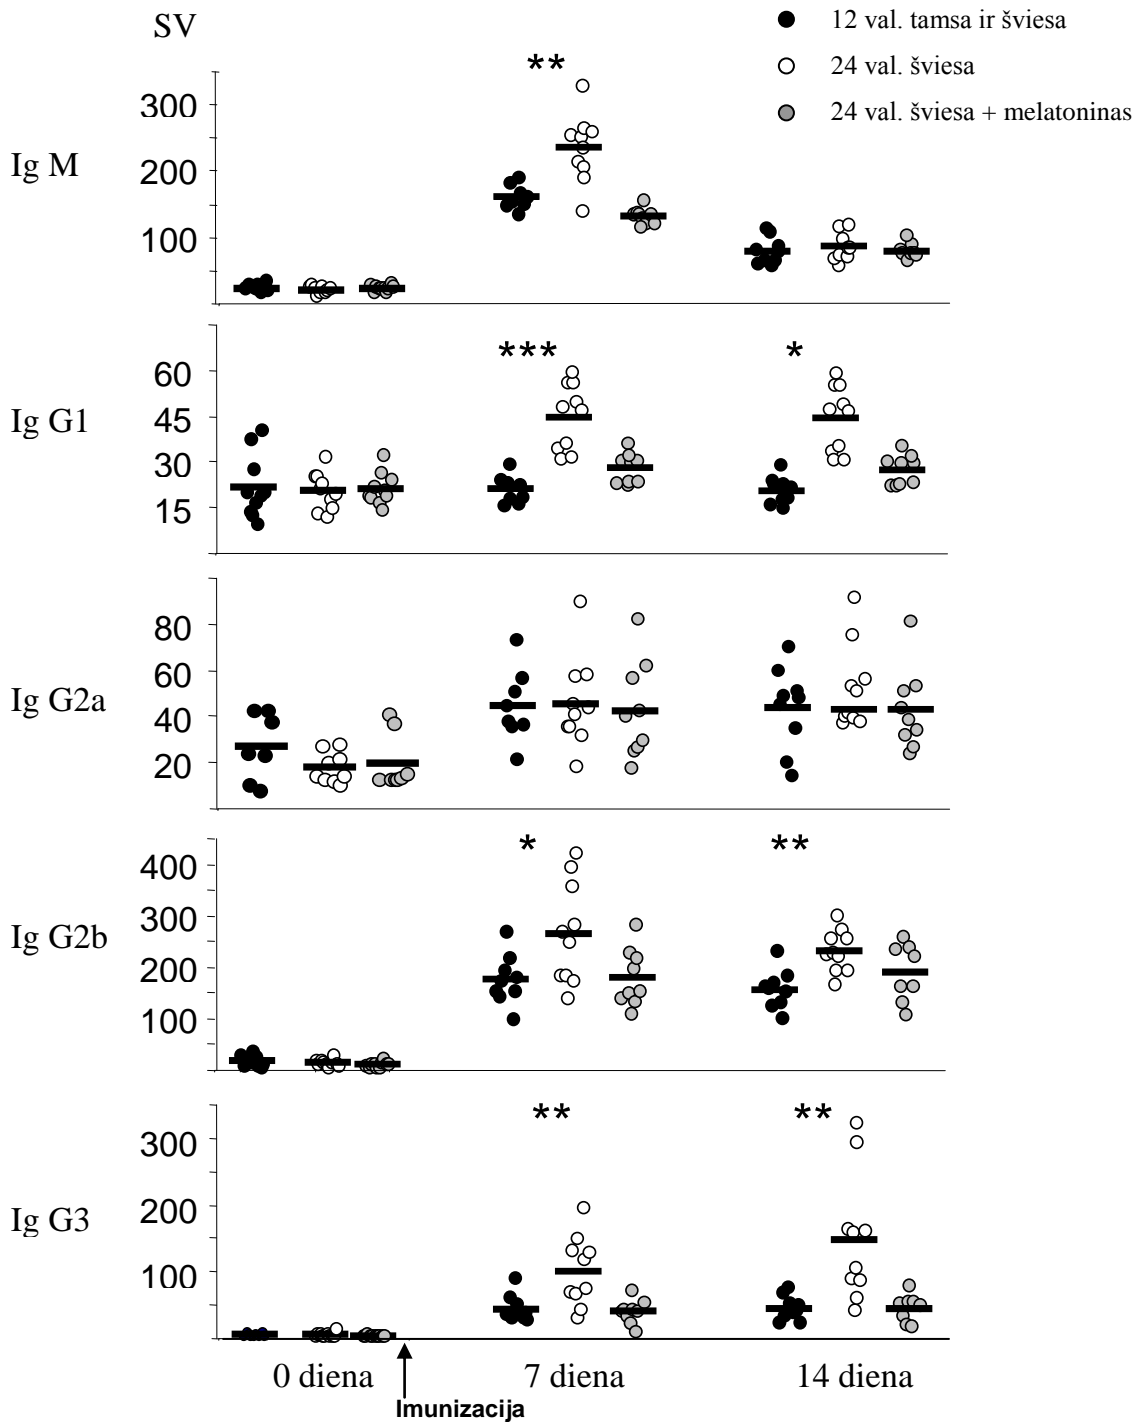 SV
12 val. tamsa ir šviesa
24 val. šviesa
24 val. šviesa + melatoninas
**
300
Ig M
200
100
***
*
60
Ig G1
45
30
15
80
60
Ig G2a
40
20
*
**
400
300
Ig G2b
200
100
**
**
300
Ig G3
200
100
0 diena
7 diena
14 diena
Imunizacija